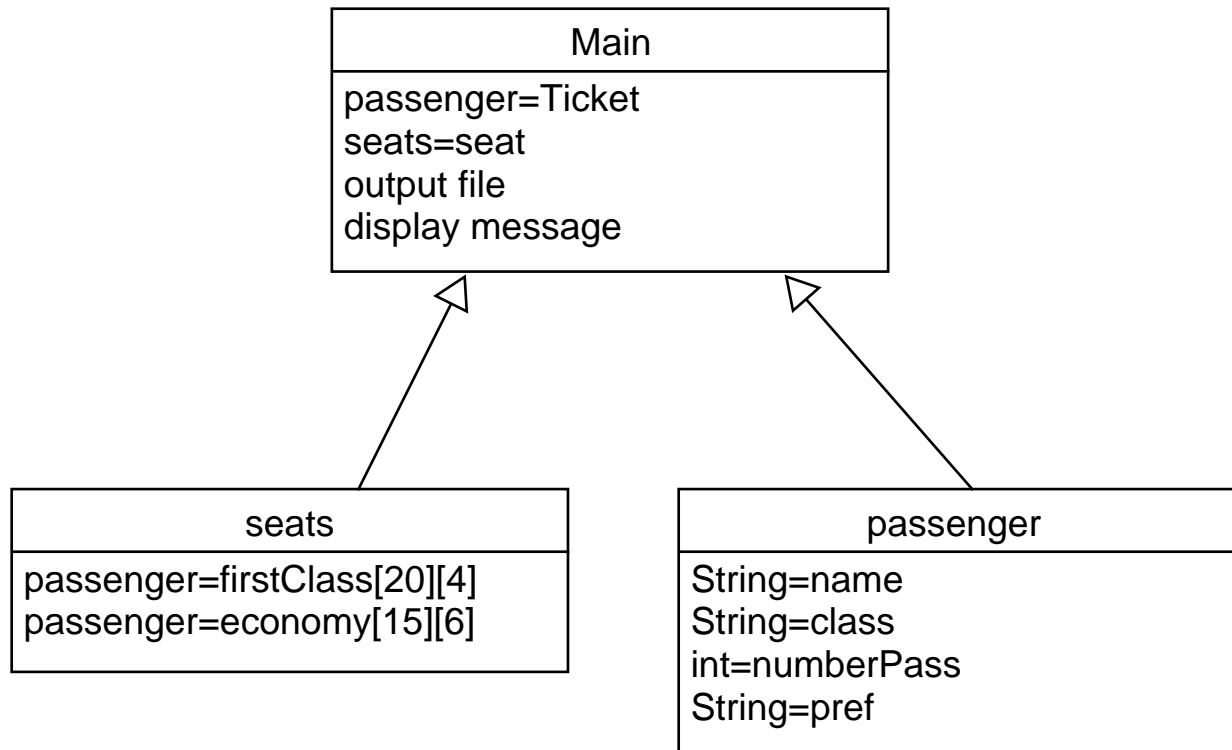 Main
passenger=Ticket
seats=seat
output file
display message
seats
passenger=firstClass[20][4]
passenger=economy[15][6]
passenger
String=name
String=class
int=numberPass
String=pref